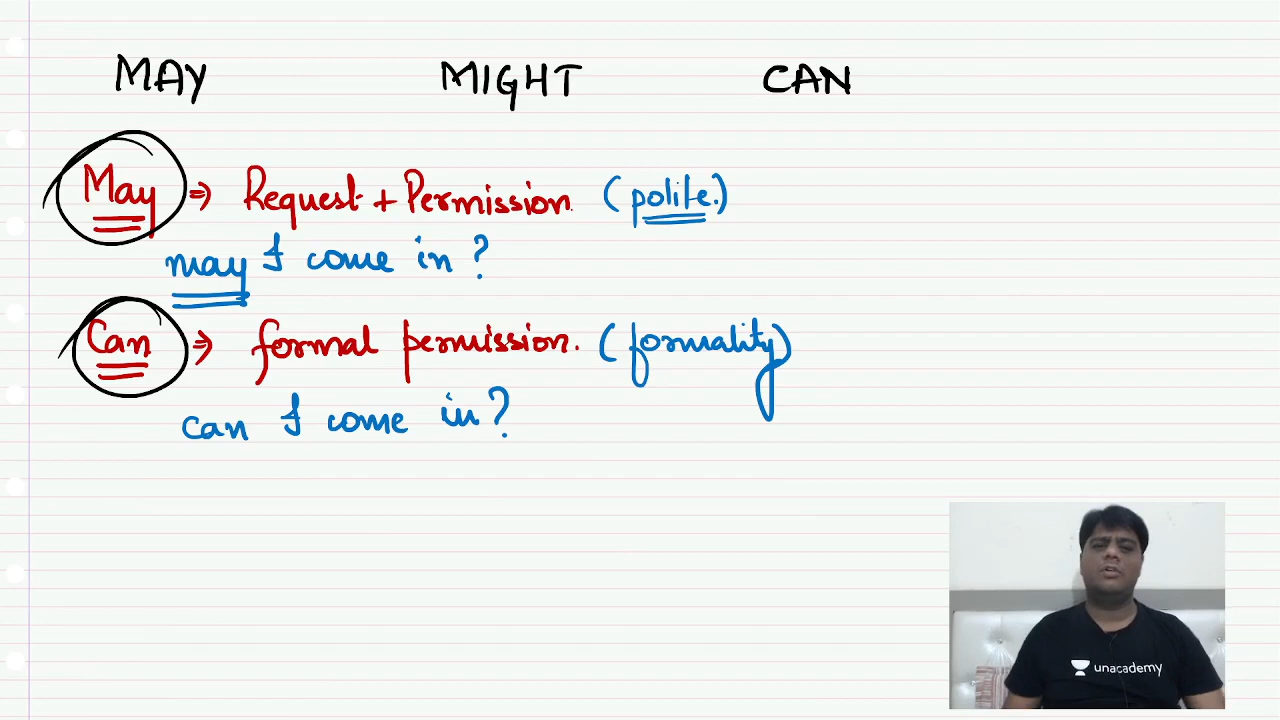 MAY MIGHT CAN
May ⇒ Request + Permission (polite.)
may I come in ?
Can ⇒ formal permission. (formality)
can I come in ?
unacademy